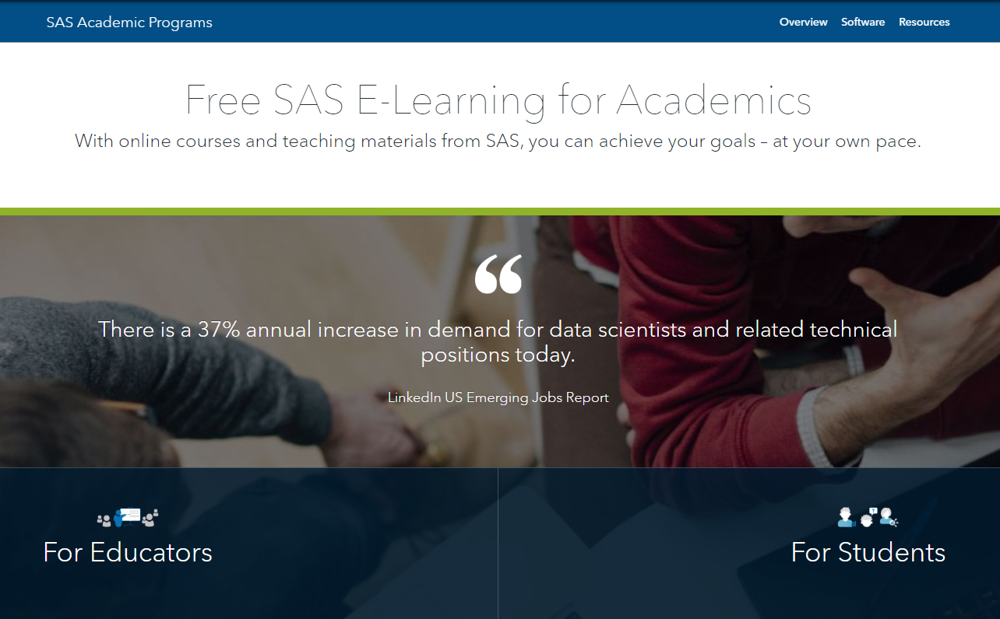 SAS Academic Programs
Overview Software Resources
Free SAS E-Learning for Academics
With online courses and teaching materials from SAS, you can achieve your goals – at your own pace.
“
There is a 37% annual increase in demand for data scientists and related technical
positions today.
LinkedIn US Emerging Jobs Report
For Educators
For Students